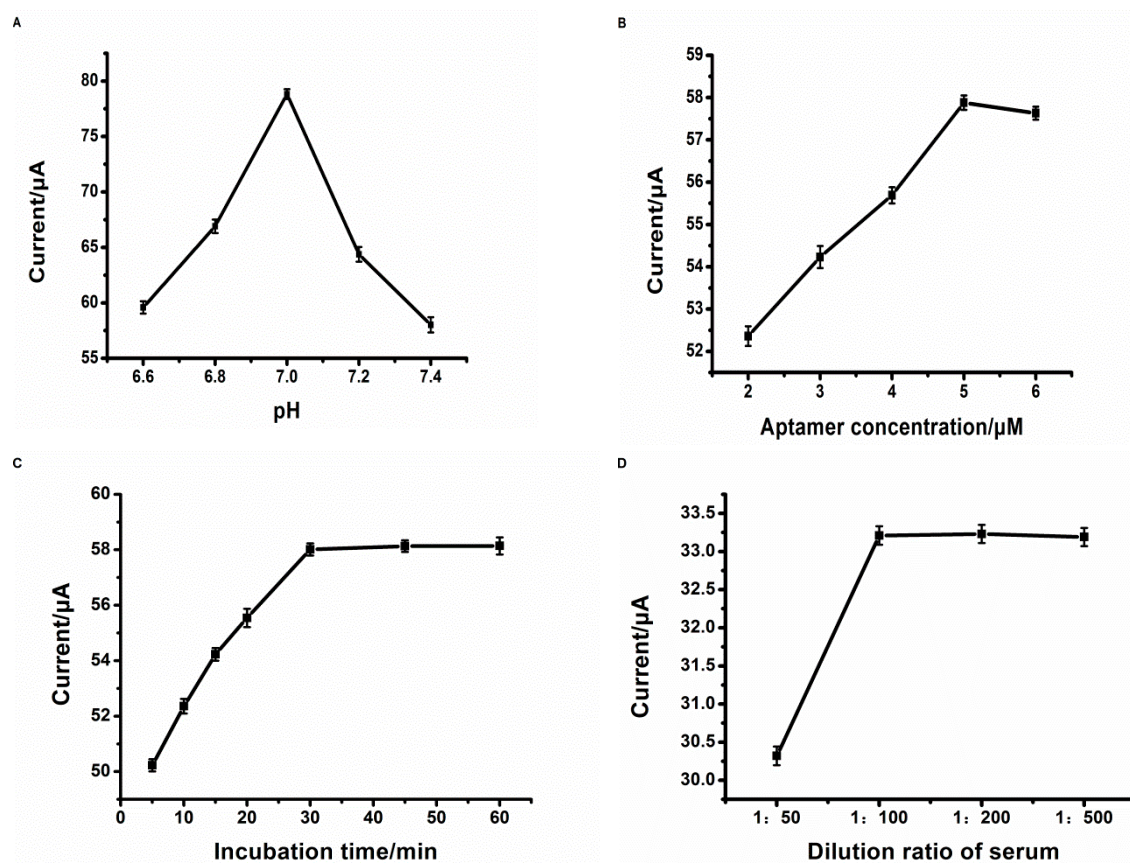 A
Current/µA
80
75
70
65
60
55
6.6 6.8 7.0 7.2 7.4
pH
B
Current/µA
59
58
57
56
55
54
53
52
2 3 4 5 6
Aptamer concentration/µM
C
Current/µA
60
58
56
54
52
50
0 10 20 30 40 50 60
Incubation time/min
D
Current/µA
33.5
33.0
32.5
32.0
31.5
31.0
30.5
30.0
1：50 1：100 1：200 1：500
Dilution ratio of serum